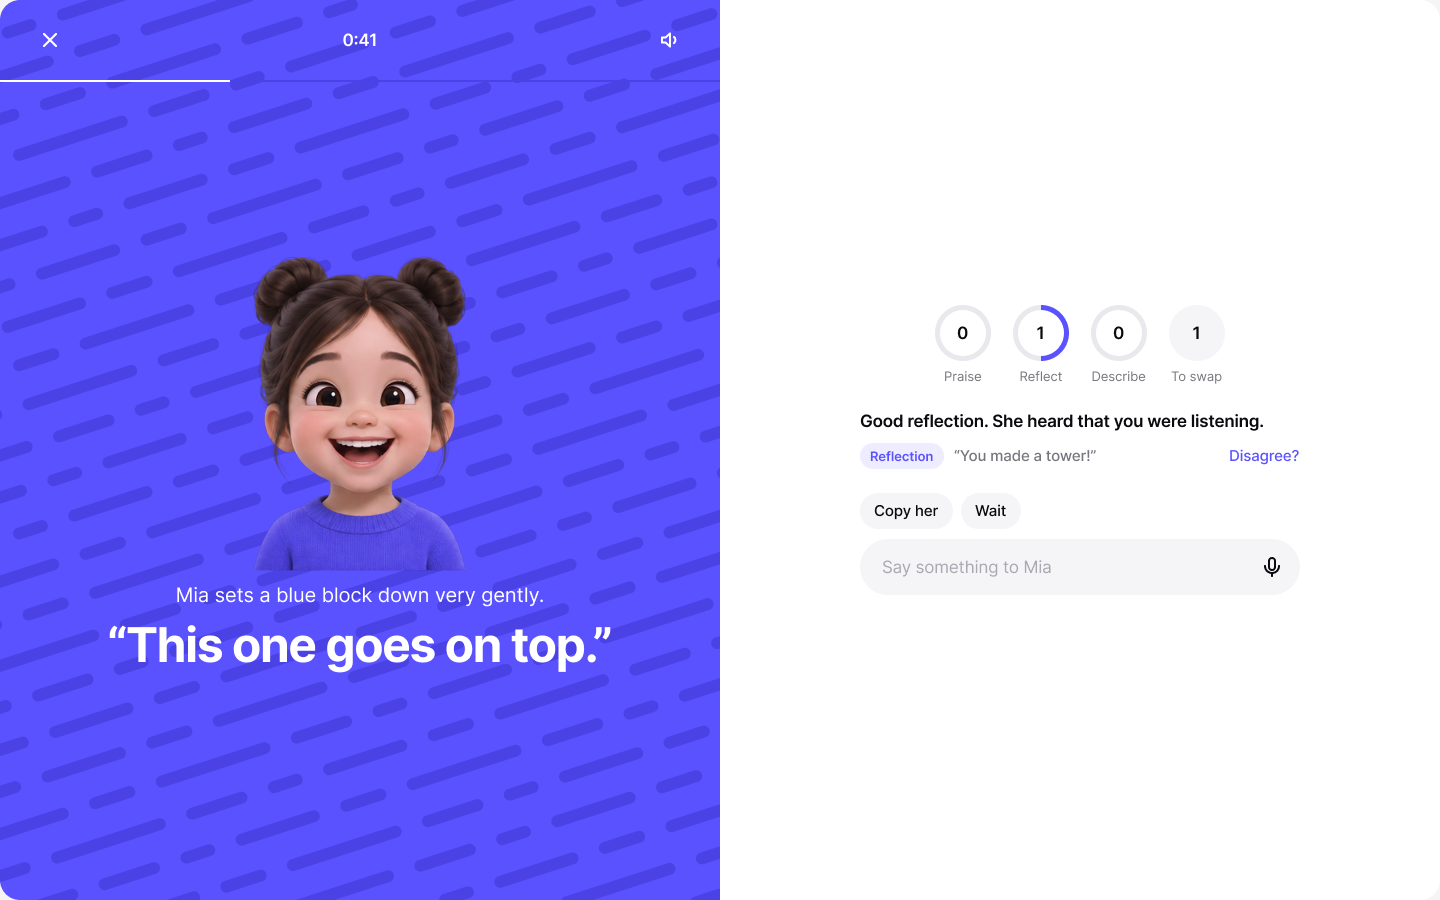 0:41
Mia sets a blue block down very gently.
“This one goes on top.”
0
1
0
1
Praise
Reflect
Describe
To swap
Good reflection. She heard that you were listening.
Reflection “You made a tower!” Disagree?
Copy her
Wait
Say something to Mia